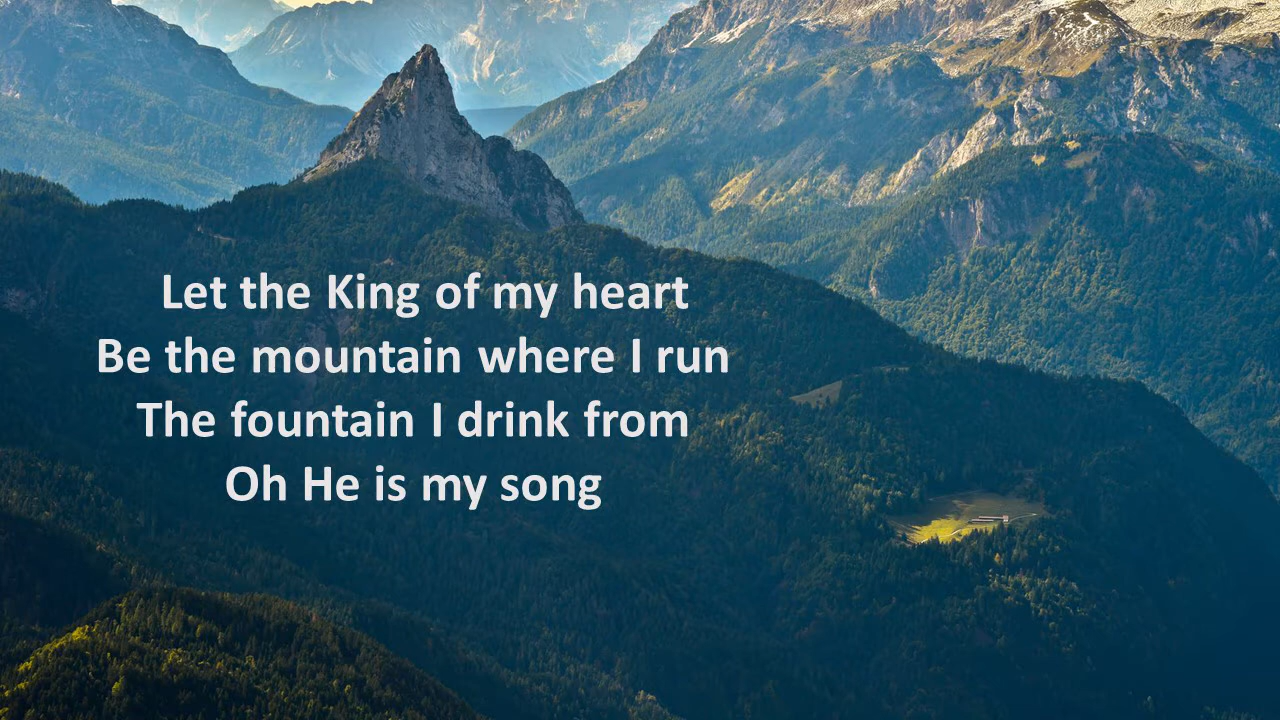 Let the King of my heart
Be the mountain where I run
The fountain I drink from
Oh He is my song